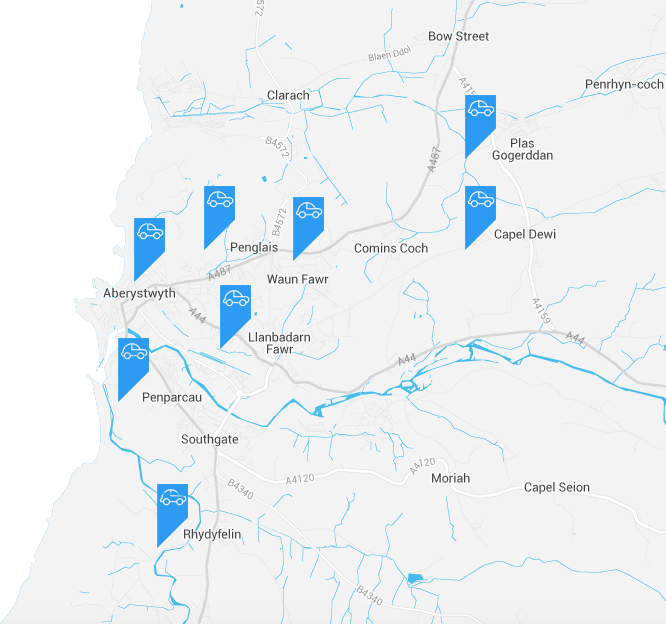 B4572
Bow Street
Blaen Ddol
A4159
Penrhyn-coch
Clarach
B4572
Plas
Gogerddan
A487
B4572
Capel Dewi
Penglais
Comins Coch
A487
Waun Fawr
Aberystwyth
A44
A4159
Llanbadarn
Fawr
A44
A44
Penparcau
Southgate
A4120
A4120
Moriah
Capel Seion
B4340
Rhydyfelin
B4340